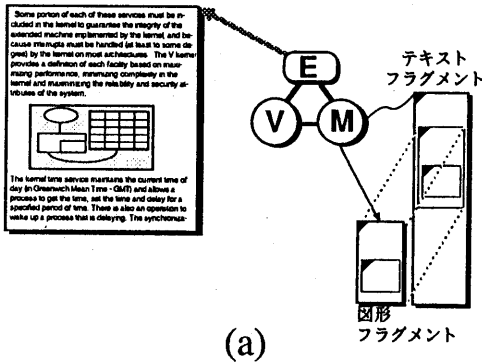 Some portion of each of these services must be in-
cluded in the kernel to guarantee the integrity of the
extended machine implemented by the kernel, and be-
cause interrupts must be handled (at least to some de-
gree) by the kernel on most architectures. The V kernel
provides a definition of each facility based on maxi-
mizing performance, minimizing complexity in the
kernel and maximizing the reliability and security at-
tributes of the system.
The kernel time service maintains the current time of
day (in Greenwich Mean Time - GMT) and allows a
process to get the time, set the time and delay for a
specified period of time. There is also an operation to
wake up a process that is delaying. The synchroniza-
E
V
M
テキスト
フラグメント
図形
フラグメント
(a)